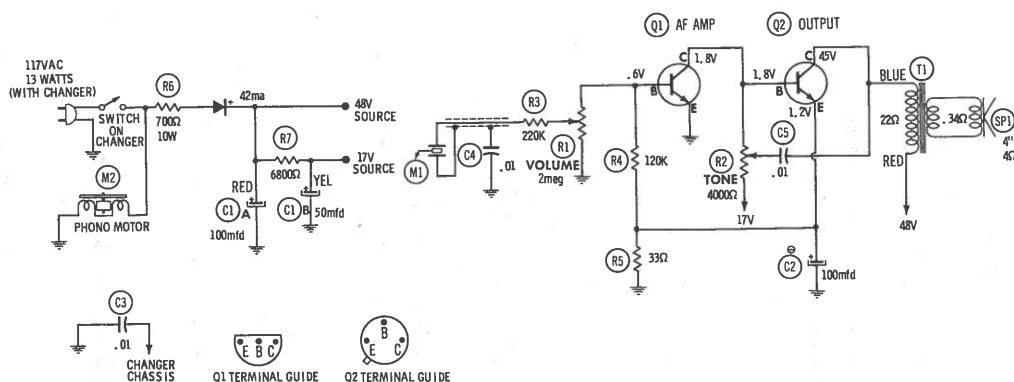 117VAC
13 WATTS
(WITH CHANGER)
SWITCH
ON
CHANGER
R6
700Ω
10W
42ma
48V
SOURCE
R7
6800Ω
17V
SOURCE
RED
YEL
C1 A
100mfd
C1 B
50mfd
M2
PHONO MOTOR
M1
C4
.01
R3
220K
R1
VOLUME
2meg
Q1 AF AMP
.6V
B
C
E
1.8V
R4
120K
R5
33Ω
Q2 OUTPUT
1.8V
B
C
E
45V
1.2V
C5
.01
R2
TONE
4000Ω
17V
C2
100mfd
BLUE
T1
22Ω
RED
48V
.34Ω
SP1
4"
4Ω
C3
.01
CHANGER
CHASSIS
E B C
Q1 TERMINAL GUIDE
B
E C
Q2 TERMINAL GUIDE